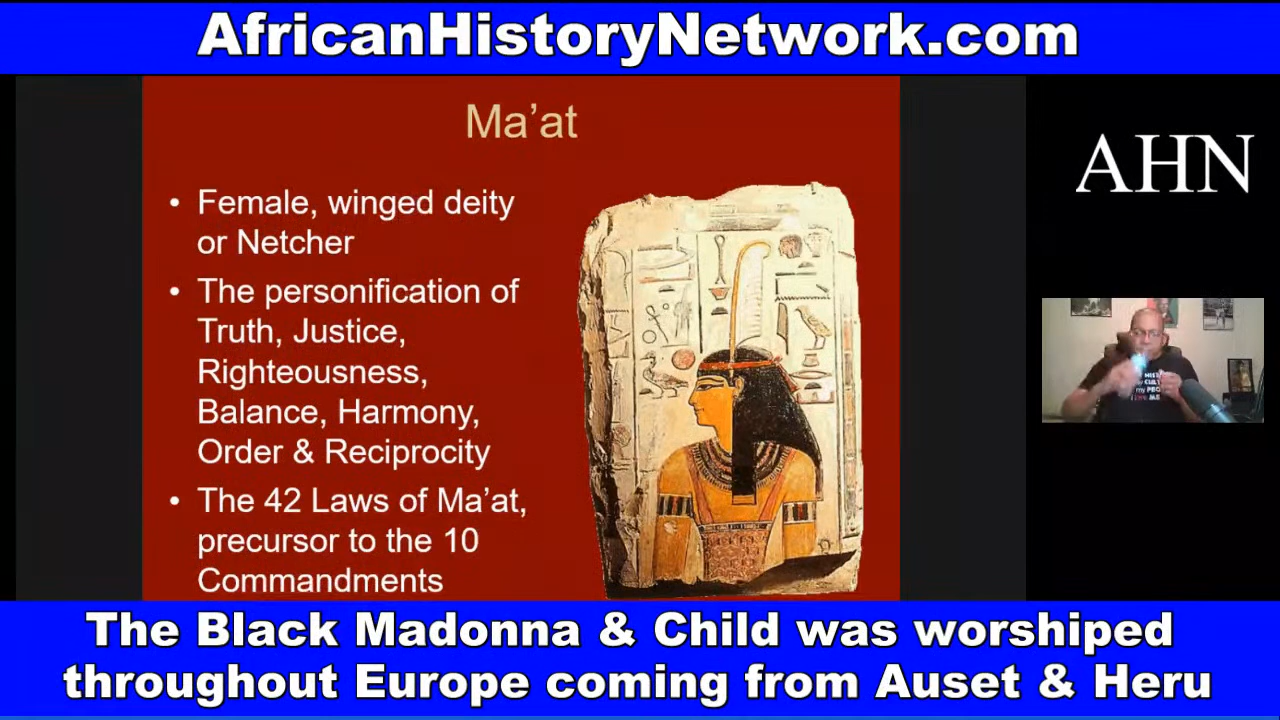 AfricanHistoryNetwork.com
Ma'at
• Female, winged deity
or Netcher
• The personification of
Truth, Justice,
Righteousness,
Balance, Harmony,
Order & Reciprocity
• The 42 Laws of Ma'at,
precursor to the 10
Commandments
AHN
The Black Madonna & Child was worshiped
throughout Europe coming from Auset & Heru